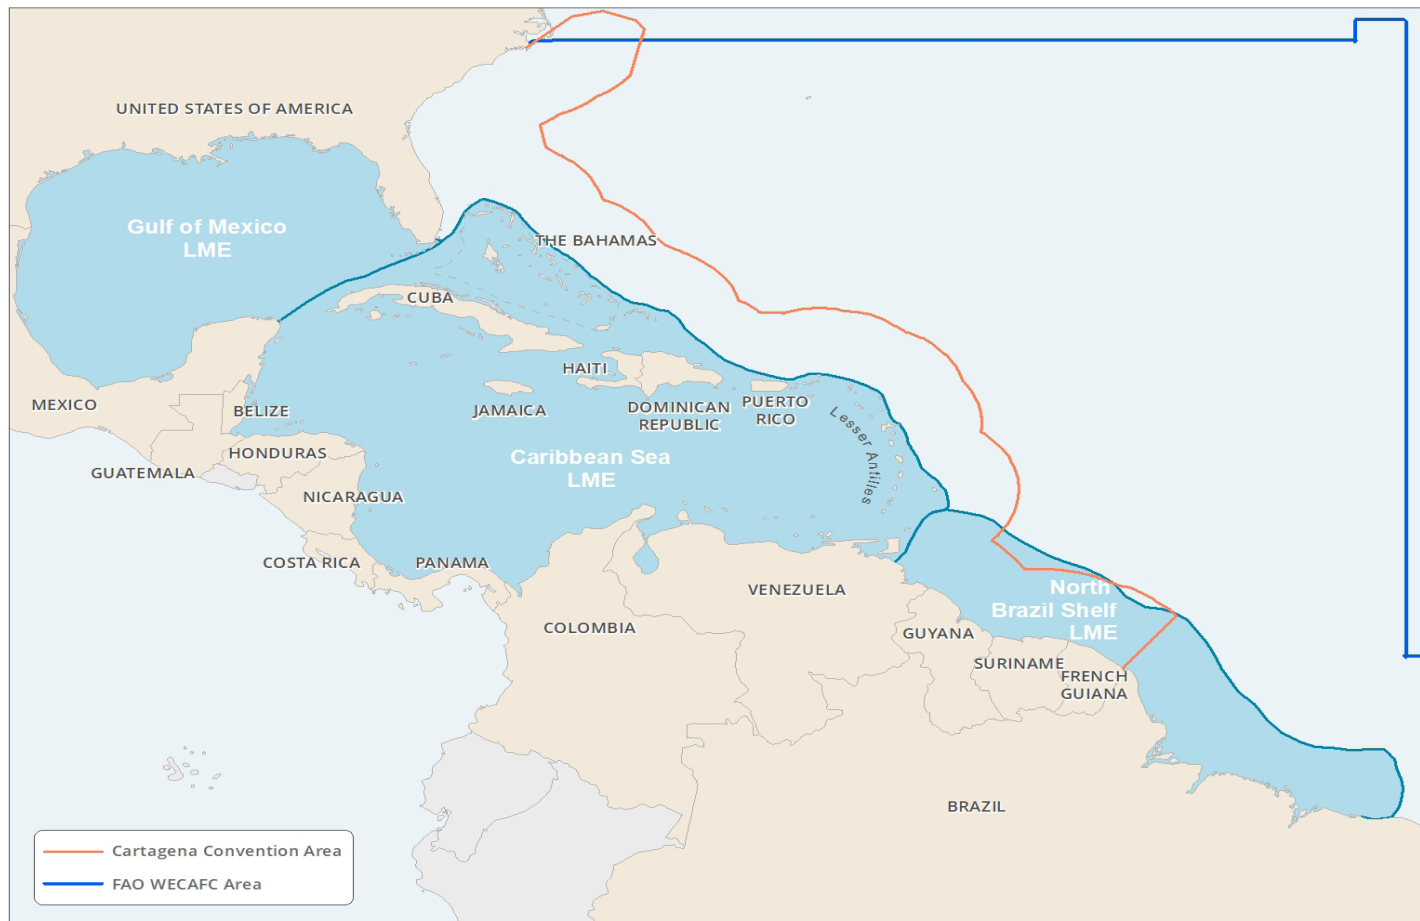 UNITED STATES OF AMERICA
Gulf of Mexico
LME
THE BAHAMAS
CUBA
HAITI
MEXICO
BELIZE
JAMAICA
DOMINICAN
REPUBLIC
PUERTO
RICO
Lesser Antilles
HONDURAS
GUATEMALA
Caribbean Sea
LME
NICARAGUA
COSTA RICA
PANAMA
VENEZUELA
North
Brazil Shelf
LME
COLOMBIA
GUYANA
SURINAME
FRENCH
GUIANA
BRAZIL
Cartagena Convention Area
FAO WECAFC Area